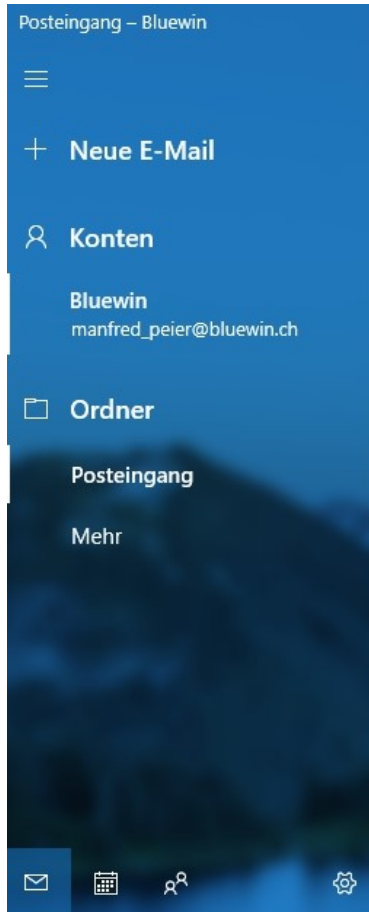 Posteingang – Bluewin
Neue E-Mail
Konten
Bluewin
manfred_peier@bluewin.ch
Ordner
Posteingang
Mehr